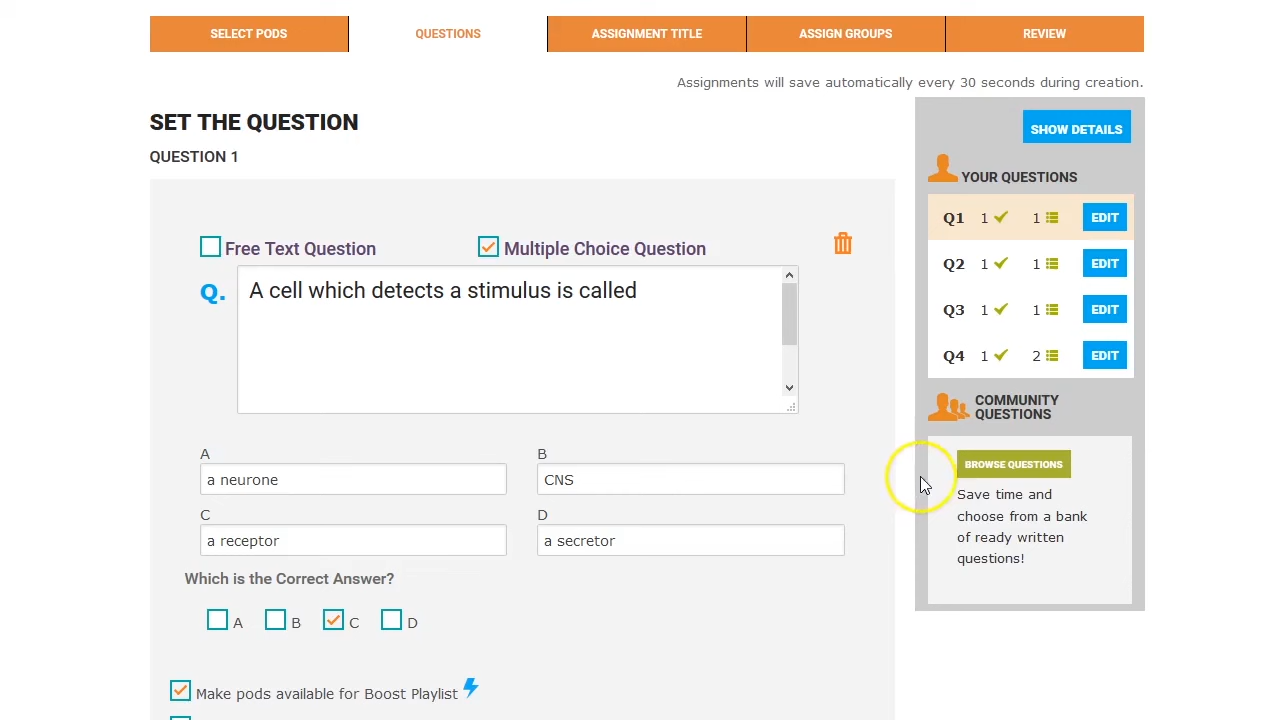 SELECT PODS QUESTIONS ASSIGNMENT TITLE ASSIGN GROUPS REVIEW
Assignments will save automatically every 30 seconds during creation.
SET THE QUESTION
QUESTION 1
Free Text Question Multiple Choice Question
Q. A cell which detects a stimulus is called
A B
a neurone CNS
C D
a receptor a secretor
Which is the Correct Answer?
A B C D
Make pods available for Boost Playlist
SHOW DETAILS
YOUR QUESTIONS
Q1 1 1 EDIT
Q2 1 1 EDIT
Q3 1 1 EDIT
Q4 1 2 EDIT
COMMUNITY
QUESTIONS
BROWSE QUESTIONS
Save time and
choose from a bank
of ready written
questions!